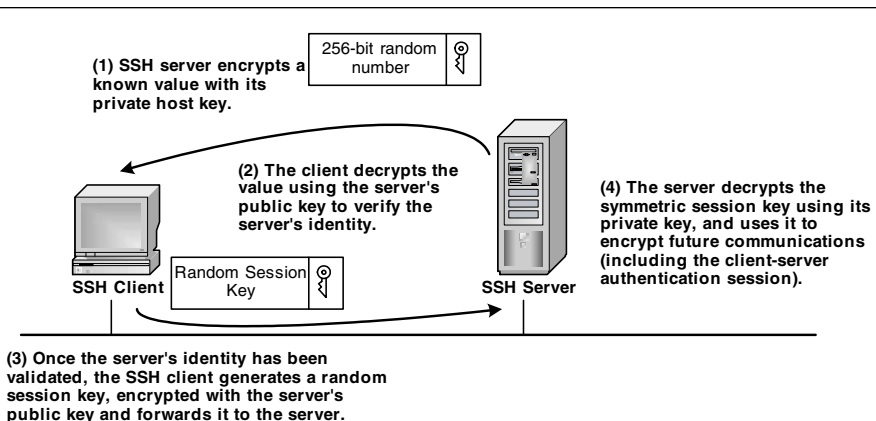 (1) SSH server encrypts a
known value with its
private host key.
256-bit random
number
(2) The client decrypts the
value using the server's
public key to verify the
server's identity.
(4) The server decrypts the
symmetric session key using its
private key, and uses it to
encrypt future communications
(including the client-server
authentication session).
SSH Client
Random Session
Key
SSH Server
(3) Once the server's identity has been
validated, the SSH client generates a random
session key, encrypted with the server's
public key and forwards it to the server.